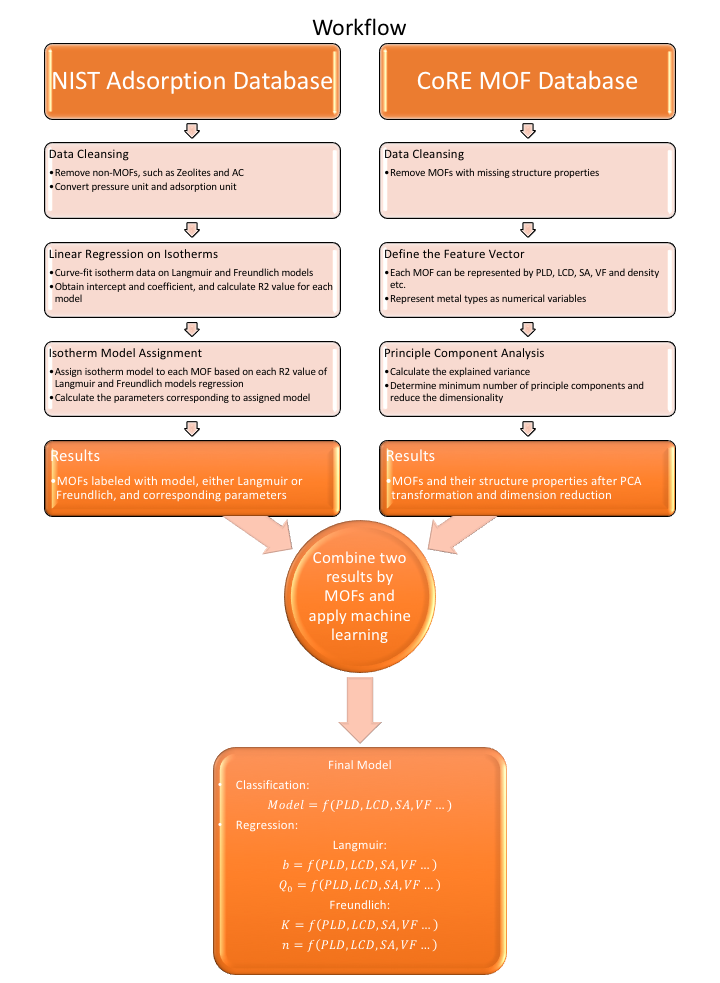 Workflow
NIST Adsorption Database
Data Cleansing
•Remove non-MOFs, such as Zeolites and AC
•Convert pressure unit and adsorption unit
Linear Regression on Isotherms
•Curve-fit isotherm data on Langmuir and Freundlich models
•Obtain intercept and coefficient, and calculate R2 value for each
model
Isotherm Model Assignment
•Assign isotherm model to each MOF based on each R2 value of
Langmuir and Freundlich models regression
•Calculate the parameters corresponding to assigned model
Results
•MOFs labeled with model, either Langmuir or
Freundlich, and corresponding parameters
CoRE MOF Database
Data Cleansing
•Remove MOFs with missing structure properties
Define the Feature Vector
•Each MOF can be represented by PLD, LCD, SA, VF and density
etc.
•Represent metal types as numerical variables
Principle Component Analysis
•Calculate the explained variance
•Determine minimum number of principle components and
reduce the dimensionality
Results
•MOFs and their structure properties after PCA
transformation and dimension reduction
Combine two
results by
MOFs and
apply machine
learning
Final Model
• Classification:
Model = f(PLD, LCD, SA, VF …)
• Regression:
Langmuir:
b = f(PLD, LCD, SA, VF …)
Q₀ = f(PLD, LCD, SA, VF …)
Freundlich:
K = f(PLD, LCD, SA, VF …)
n = f(PLD, LCD, SA, VF …)